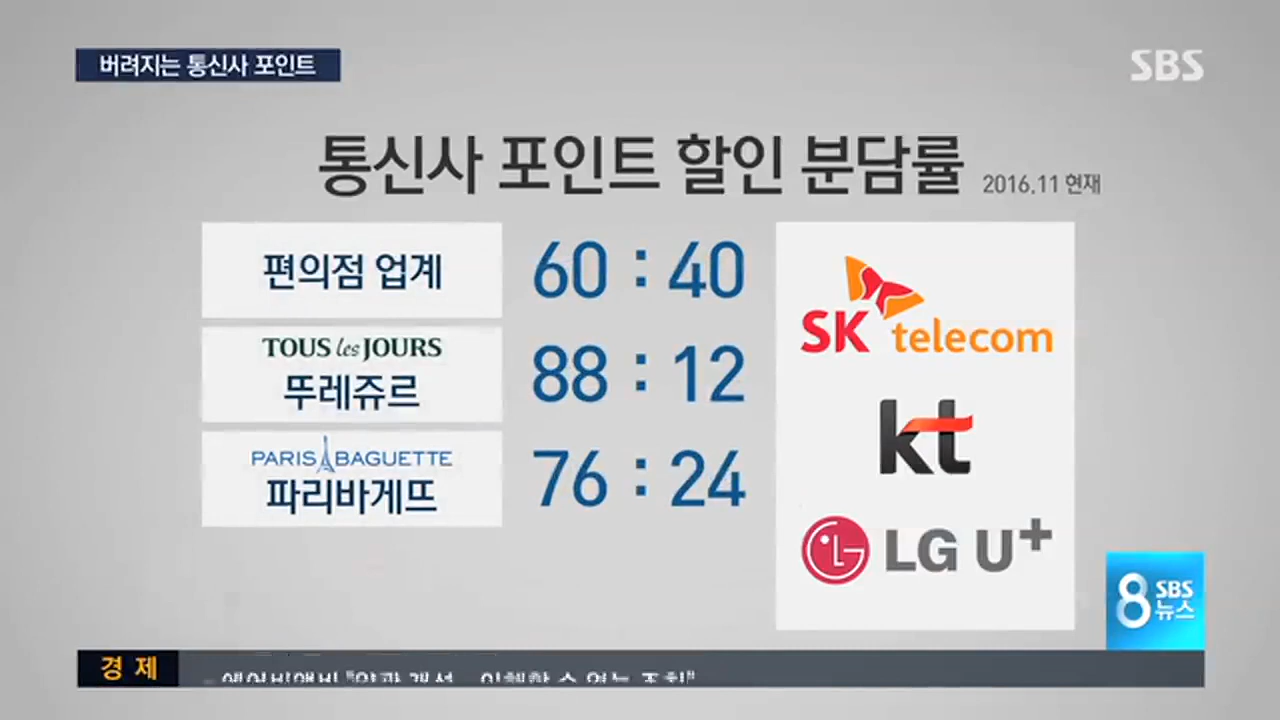 버려지는 통신사 포인트
SBS
통신사 포인트 할인 분담률 2016.11 현재
편의점 업계 60 : 40
TOUS les JOURS
뚜레쥬르 88 : 12
PARIS BAGUETTE
파리바게뜨 76 : 24
SK telecom
kt
LG U+
8 SBS 뉴스
경제